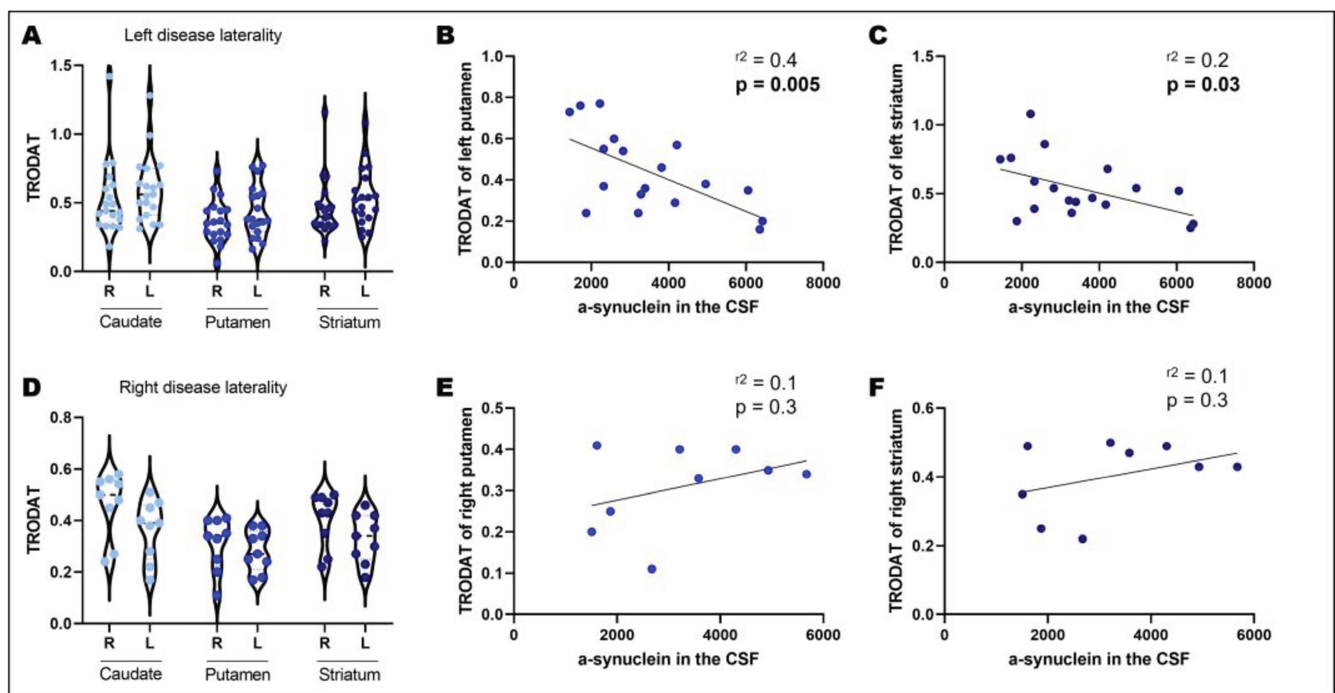 A
Left disease laterality
TRODAT
1.5
1.0
0.5
0.0
R L R L R L
Caudate Putamen Striatum
B
r2 = 0.4
p = 0.005
TRODAT of left putamen
1.0
0.8
0.6
0.4
0.2
0.0
0 2000 4000 6000 8000
a-synuclein in the CSF
C
r2 = 0.2
p = 0.03
TRODAT of left striatum
1.5
1.0
0.5
0.0
0 2000 4000 6000 8000
a-synuclein in the CSF
D
Right disease laterality
TRODAT
0.8
0.6
0.4
0.2
0.0
R L R L R L
Caudate Putamen Striatum
E
r2 = 0.1
p = 0.3
TRODAT of right putamen
0.5
0.4
0.3
0.2
0.1
0.0
0 2000 4000 6000
a-synuclein in the CSF
F
r2 = 0.1
p = 0.3
TRODAT of right striatum
0.6
0.4
0.2
0.0
0 2000 4000 6000
a-synuclein in the CSF